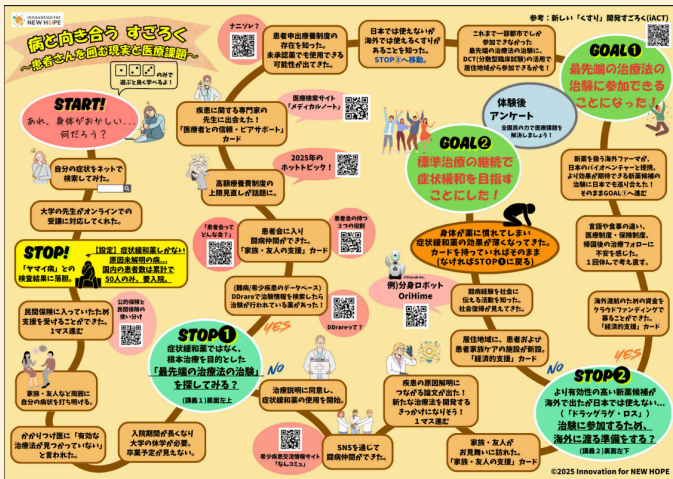 Innovation for
NEW HOPE
病と向き合う すごろく
～患者さんを囲む現実と医療課題～
のみで
遊ぶと良く学べるよ！
参考：新しい「くすり」開発すごろく(iACT)
START!
あれ、身体がおかしい...
何だろう？
自分の症状をネットで
検索してみた。
大学の先生がオンラインでの
受講に対応してくれた。
STOP!
【設定】症状緩和薬しかない
原因未解明の病...
国内の患者数は累計で
50人のみ。要入院。
「ヤマイ病」との
検査結果に落胆。
民間保険に入っていたため
支援を受けることができた。
1マス進む
公的保険と
民間保険の
使い分け
家族・友人など周囲に
自分の病状を打ち明ける。
かかりつけ医に「有効な
治療法が見つかっていない」
と言われた。
入院期間が長くなり
大学の休学が必要。
卒業予定が見えない。
STOP①
症状緩和薬ではなく、
根本治療を目的とした
「最先端の治療法の治験」
を探してみる？
(講義1)裏面左上
YES
NO
(難病/希少疾患のデータベース)
DDrareで治験情報を検索したら
治験が行われている薬があった！
DDrareって？
患者会に入り
闘病仲間ができた。
「家族・友人の支援」カード
「患者会って
どんな会？」
患者会の持つ
３つの役割
高額療養費制度の
上限見直しが話題に。
2025年の
ホットトピック！
疾患に関する専門家の
先生に出会えた！
「医療者との信頼・ピアサポート」
カード
医療検索サイト
「メディカルノート」
ナニソレ？
患者申出療養制度の
存在を知った。
未承認薬でも使用できる
可能性が出てきた。
日本では使えないが
海外では使えるくすりが
あることを知った。
STOP②へ移動。
これまで一部都市でしか
参加できなかった
最先端の治療法の治験に、
DCT(分散型臨床試験)の活用で
居住地域から参加できるかも！
GOAL①
最先端の治療法の
治験に参加できる
ことになった！
体験後
アンケート
全国民の力で医療課題を
解決しましょう！
GOAL②
標準治療の継続で
症状緩和を目指す
ことにした！
身体が薬に慣れてしまい
症状緩和薬の効果が薄くなってきた。
カードを持っていればそのまま
(なければSTOP①に戻る)
例)分身ロボット
OriHime
闘病経験を社会に
伝える活動を知った。
社会復帰が見えてきた。
居住地域に、患者および
患者家族ケアの施設が新設。
「経済的支援」カード
新薬を扱う海外ファーマが、
日本のバイオベンチャーと提携。
より効果が期待できる新薬候補の
治験に日本でも巡り合えた！
そのままGOAL①へ進む
言語や食事の違い、
医療制度・保険制度、
帰国後の治療フォローに
不安を感じた。
1回休んで考え直す。
海外渡航のための資金を
クラウドファンディングで
募ることができた。
「経済的支援」カード
YES
NO
STOP②
より有効性の高い新薬候補が
海外で出たが日本では使えない...
（「ドラッグラグ・ロス」）
治験に参加するため、
海外に渡る準備をする？
(講義2)裏面左下
治療説明に同意し、
症状緩和薬の使用を開始。
希少疾患交流情報サイト
「なんコミュ」
SNSを通じて
闘病仲間ができた。
疾患の原因解明に
つながる論文が出た！
新たな治療法を開発する
きっかけになりそう！
1マス進む
家族・友人が
お見舞いに訪れた。
「家族・友人の支援」カード
©2025 Innovation for NEW HOPE